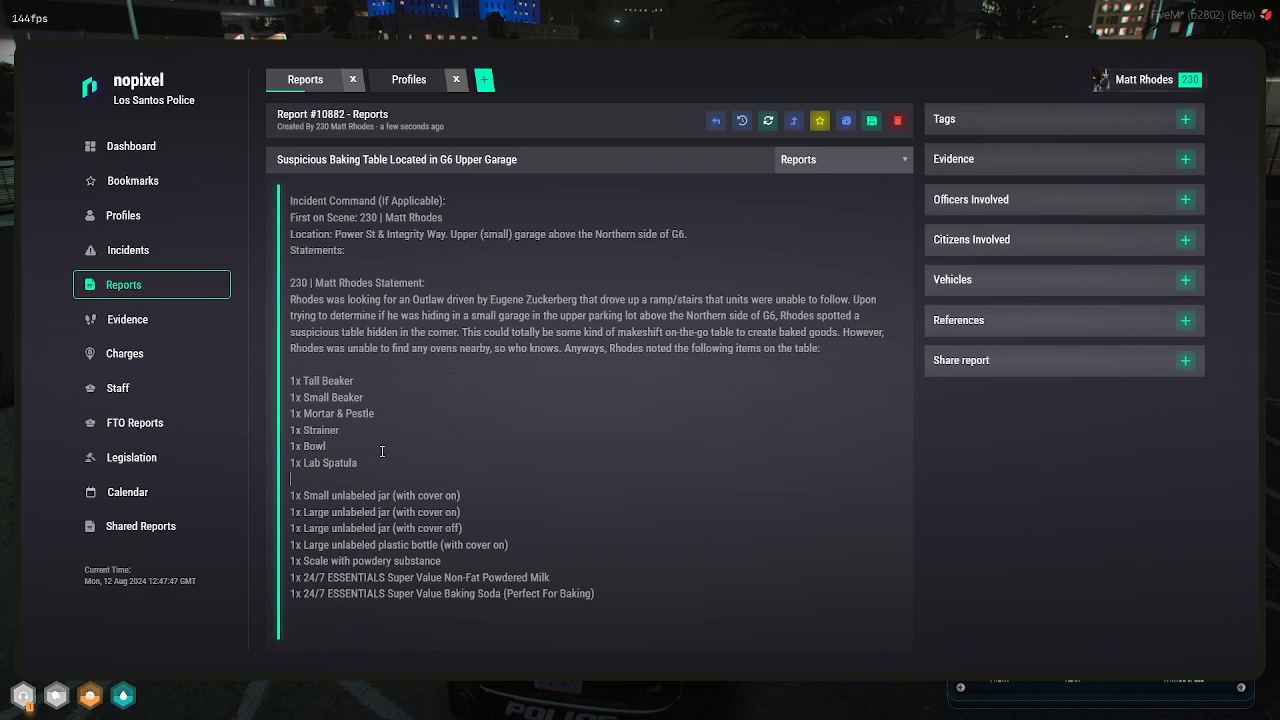 144fps
FiveM® (b2802) (Beta)
nopixel
Los Santos Police
Reports
x
Profiles
x
+
Matt Rhodes 230
Report #10882 - Reports
Created By 230 Matt Rhodes - a few seconds ago
Suspicious Baking Table Located in G6 Upper Garage
Reports
Dashboard
Bookmarks
Profiles
Incidents
Reports
Evidence
Charges
Staff
FTO Reports
Legislation
Calendar
Shared Reports
Current Time:
Mon, 12 Aug 2024 12:47:47 GMT
Incident Command (If Applicable):
First on Scene: 230 | Matt Rhodes
Location: Power St & Integrity Way. Upper (small) garage above the Northern side of G6.
Statements:
230 | Matt Rhodes Statement:
Rhodes was looking for an Outlaw driven by Eugene Zuckerberg that drove up a ramp/stairs that units were unable to follow. Upon
trying to determine if he was hiding in a small garage in the upper parking lot above the Northern side of G6, Rhodes spotted a
suspicious table hidden in the corner. This could totally be some kind of makeshift on-the-go table to create baked goods. However,
Rhodes was unable to find any ovens nearby, so who knows. Anyways, Rhodes noted the following items on the table:
1x Tall Beaker
1x Small Beaker
1x Mortar & Pestle
1x Strainer
1x Bowl
1x Lab Spatula
1x Small unlabeled jar (with cover on)
1x Large unlabeled jar (with cover on)
1x Large unlabeled jar (with cover off)
1x Large unlabeled plastic bottle (with cover on)
1x Scale with powdery substance
1x 24/7 ESSENTIALS Super Value Non-Fat Powdered Milk
1x 24/7 ESSENTIALS Super Value Baking Soda (Perfect For Baking)
Tags +
Evidence +
Officers Involved +
Citizens Involved +
Vehicles +
References +
Share report +
1
POLICE